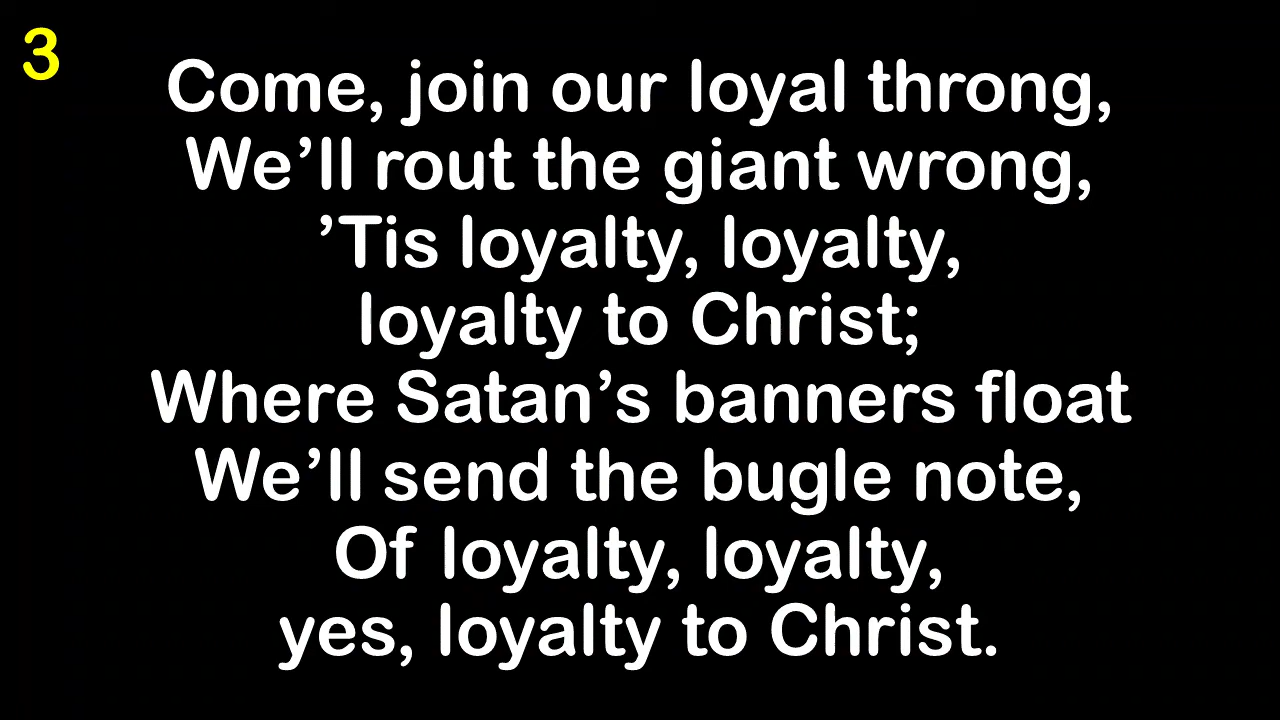 3
Come, join our loyal throng,
We’ll rout the giant wrong,
’Tis loyalty, loyalty,
loyalty to Christ;
Where Satan’s banners float
We’ll send the bugle note,
Of loyalty, loyalty,
yes, loyalty to Christ.